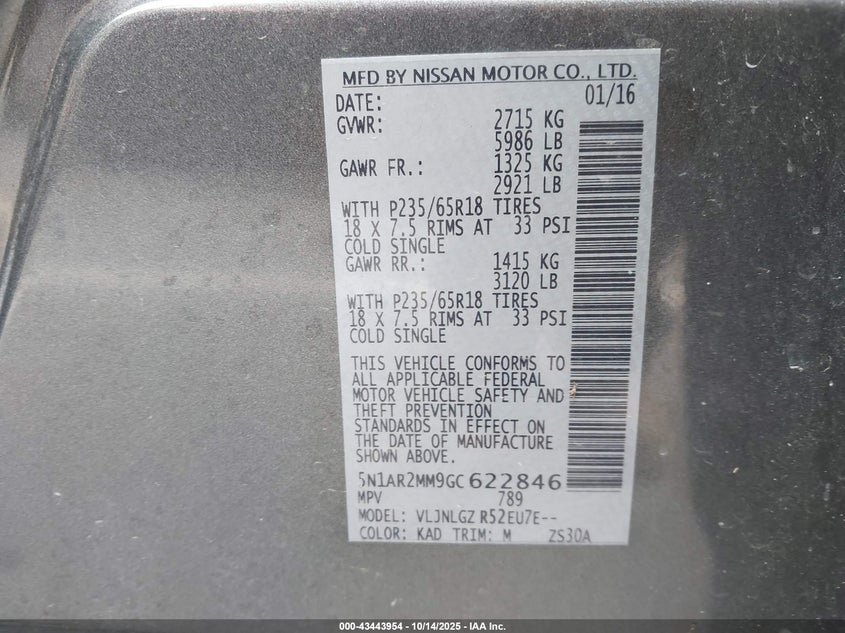 MFD BY NISSAN MOTOR CO., LTD.
DATE: 01/16
GVWR: 2715 KG
5986 LB
GAWR FR.: 1325 KG
2921 LB
WITH P235/65R18 TIRES
18 X 7.5 RIMS AT 33 PSI
COLD SINGLE
GAWR RR.: 1415 KG
3120 LB
WITH P235/65R18 TIRES
18 X 7.5 RIMS AT 33 PSI
COLD SINGLE
THIS VEHICLE CONFORMS TO
ALL APPLICABLE FEDERAL
MOTOR VEHICLE SAFETY AND
THEFT PREVENTION
STANDARDS IN EFFECT ON
THE DATE OF MANUFACTURE
SHOWN ABOVE.
5N1AR2MM9GC622846
MPV 789
MODEL: VLJNLGZ R52EU7E--
COLOR: KAD TRIM: M ZS30A
000-43443954 - 10/14/2025 - IAA Inc.